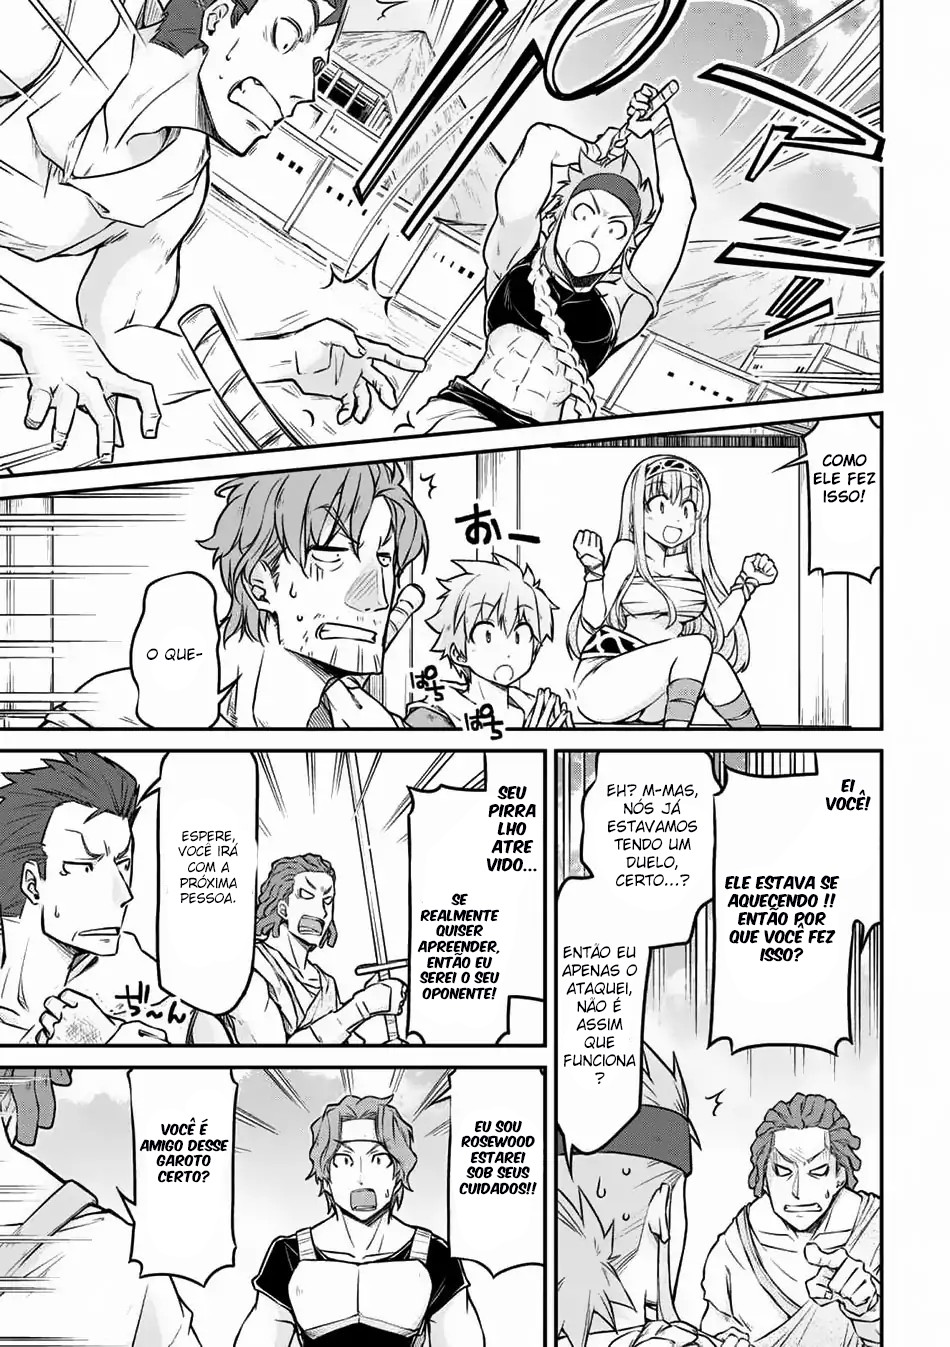 COMO
ELE FEZ
ISSO!
おー
ぱち
ぱち
O QUE-
EI
VOCÊ!
ELE ESTAVA SE
AQUECENDO !!
ENTÃO POR
QUE VOCÊ FEZ
ISSO?
EH? M-MAS,
NÓS JÁ
ESTAVAMOS
TENDO UM
DUELO,
CERTO...?
ENTÃO EU
APENAS O
ATAQUEI,
NÃO É
ASSIM
QUE
FUNCIONA
?
SEU
PIRRA
LHO
ATRE
VIDO...
SE
REALMENTE
QUISER
APREENDER,
ENTÃO EU
SEREI O SEU
OPONENTE!
ESPERE,
VOCÊ IRÁ
COM A
PRÓXIMA
PESSOA.
ぢ〜ん
EU SOU
ROSEWOOD
ESTAREI
SOB SEUS
CUIDADOS!!
VOCÊ É
AMIGO DESSE
GAROTO
CERTO?